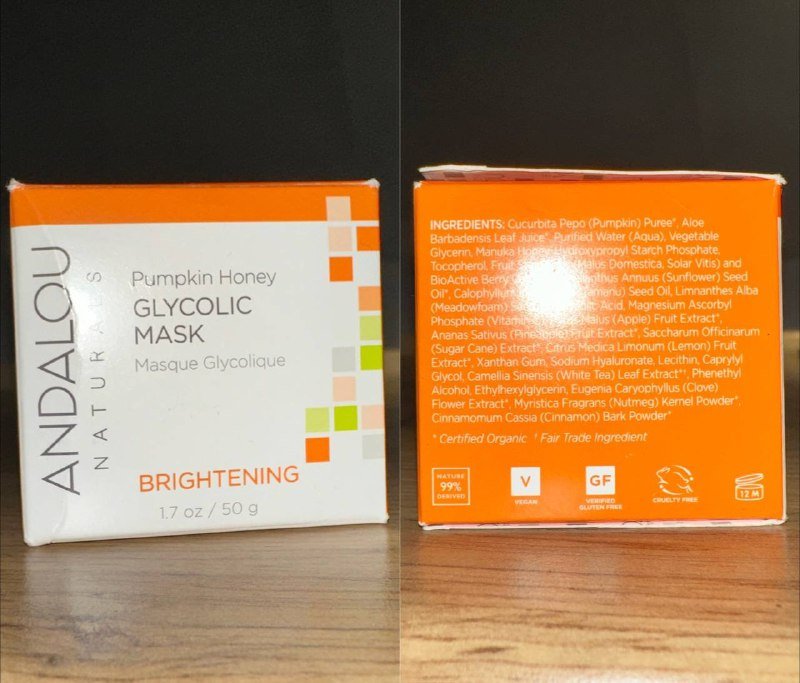 ANDALOU
NATURALS
Pumpkin Honey
GLYCOLIC
MASK
Masque Glycolique
BRIGHTENING
1.7 oz / 50 g
INGREDIENTS: Cucurbita Pepo (Pumpkin) Puree*, Aloe
Barbadensis Leaf Juice*, Purified Water (Aqua), Vegetable
Glycerin, Manuka Honey, Hydroxypropyl Starch Phosphate,
Tocopherol, Fruit Malus Domestica, Solar Vitis) and
BioActive Berry Annuus (Sunflower) Seed
Oil*, Calophyllum Seed Oil, Limnanthes Alba
(Meadowfoam) Acid, Magnesium Ascorbyl
Phosphate (Vitamin Malus (Apple) Fruit Extract*,
Ananas Sativus (Pineapple) Fruit Extract*, Saccharum Officinarum
(Sugar Cane) Extract*, Citrus Medica Limonum (Lemon) Fruit
Extract*, Xanthan Gum, Sodium Hyaluronate, Lecithin, Caprylyl
Glycol, Camellia Sinensis (White Tea) Leaf Extract*†, Phenethyl
Alcohol, Ethylhexylglycerin, Eugenia Caryophyllus (Clove)
Flower Extract*, Myristica Fragrans (Nutmeg) Kernel Powder*,
Cinnamomum Cassia (Cinnamon) Bark Powder*
* Certified Organic † Fair Trade Ingredient
NATURE
99%
DERIVED
V
VEGAN
GF
VERIFIED
GLUTEN FREE
CRUELTY FREE
12 M